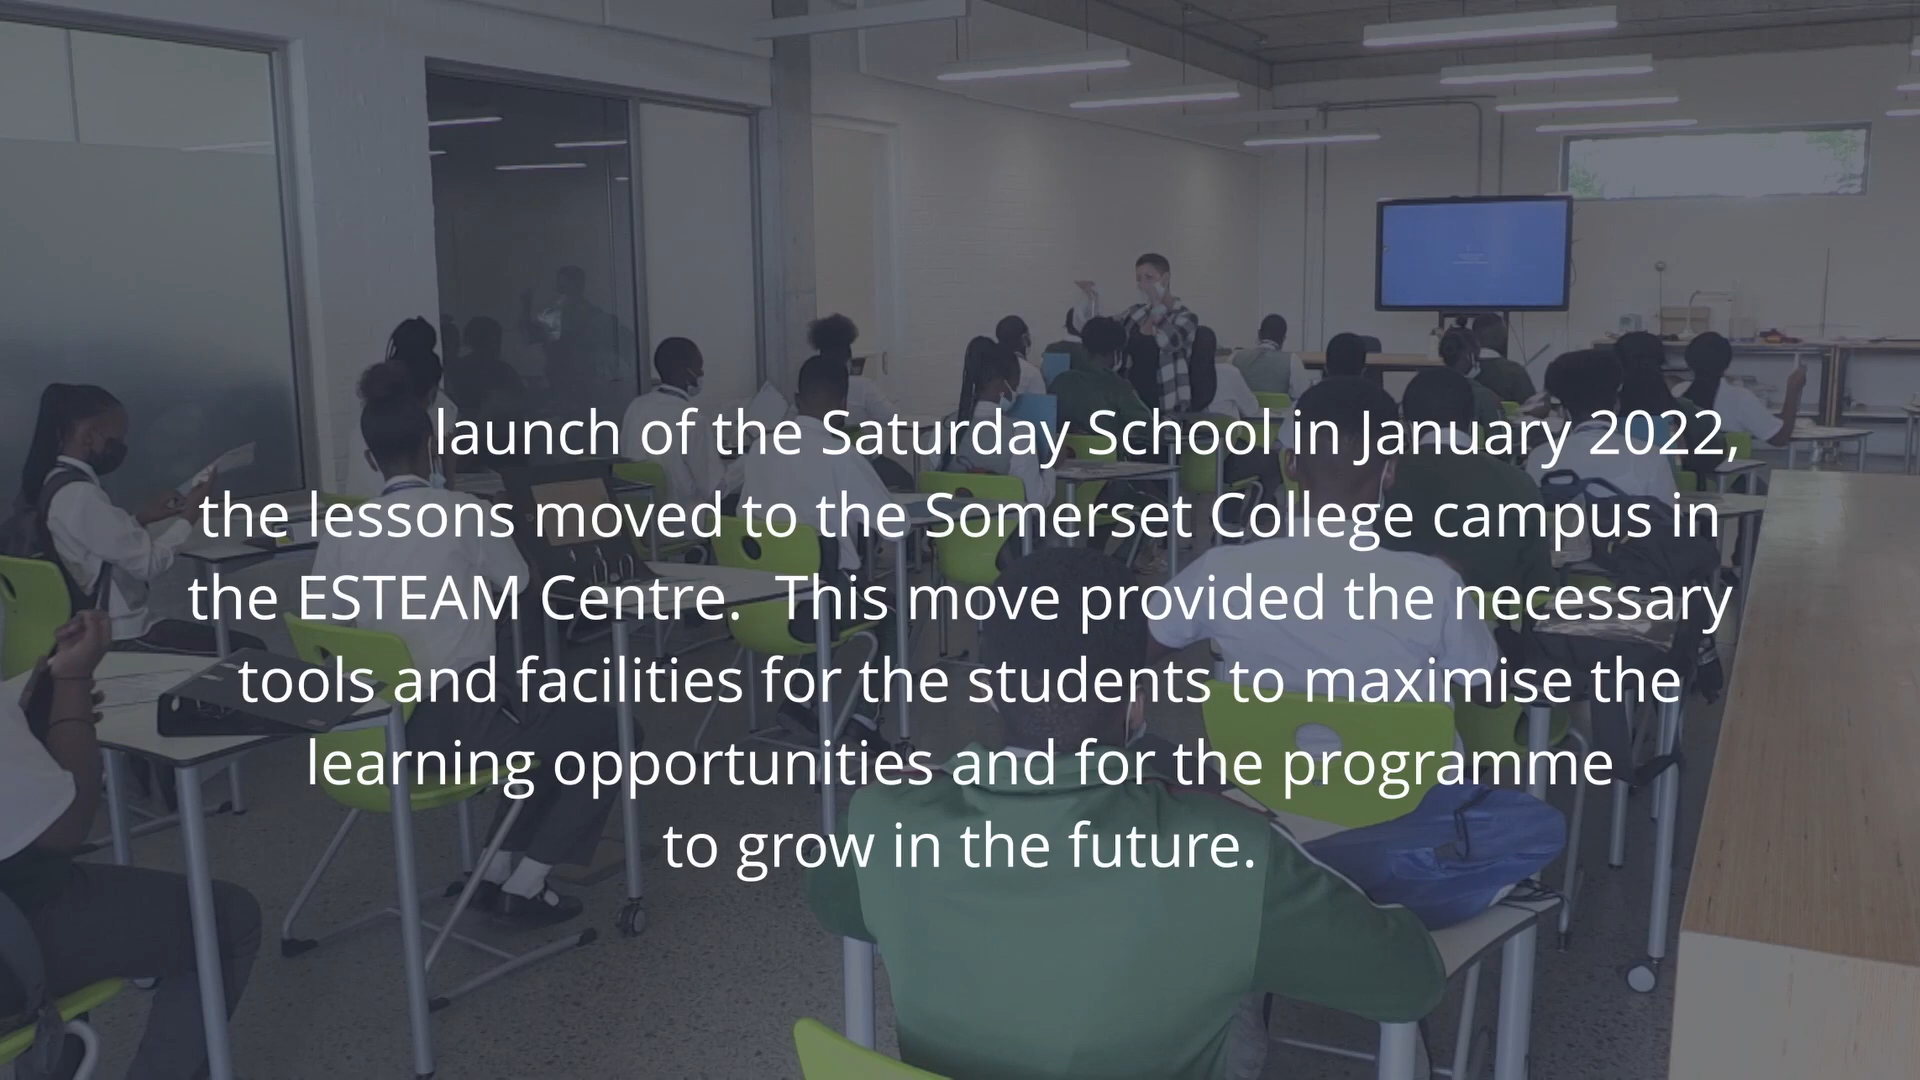 launch of the Saturday School in January 2022,
the lessons moved to the Somerset College campus in
the ESTEAM Centre.  This move provided the necessary
tools and facilities for the students to maximise the
learning opportunities and for the programme
to grow in the future.